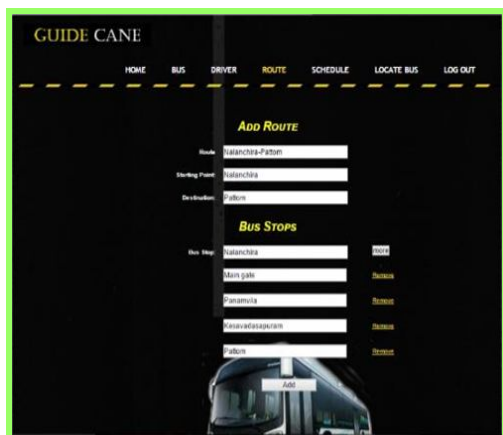 GUIDE CANE
HOME BUS DRIVER ROUTE SCHEDULE LOCATE BUS LOG OUT
ADD ROUTE
Route Nalanchira-Pattom
Starting Point: Nalanchira
Destination: Pattom
BUS STOPS
Bus Stop: Nalanchira more
Main gate Remove
Panamvila Remove
Kesavadasapuram Remove
Pattom Remove
Add